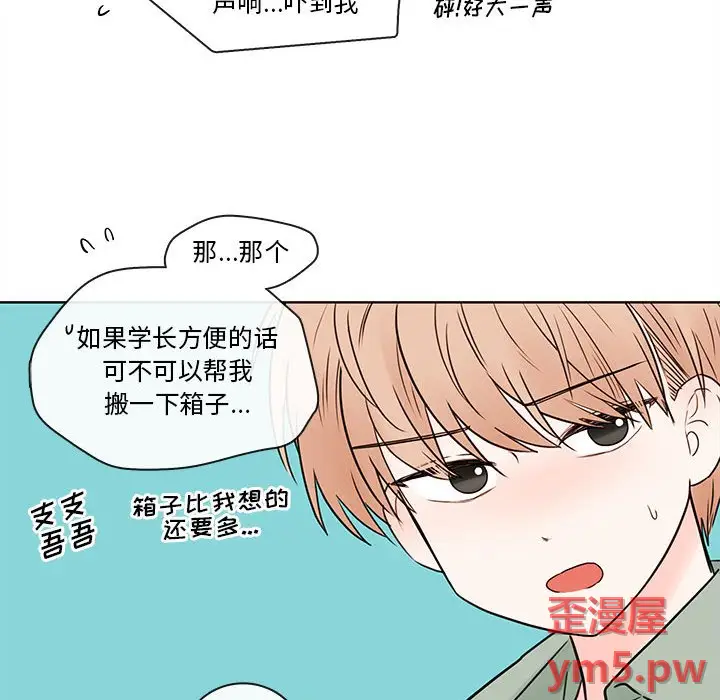 声啊...吓到我
砰!好大一声
那...那个
如果学长方便的话
可不可以帮我
搬一下箱子...
支支
吾吾
箱子比我想的
还要多...
歪漫屋
ym5.pw